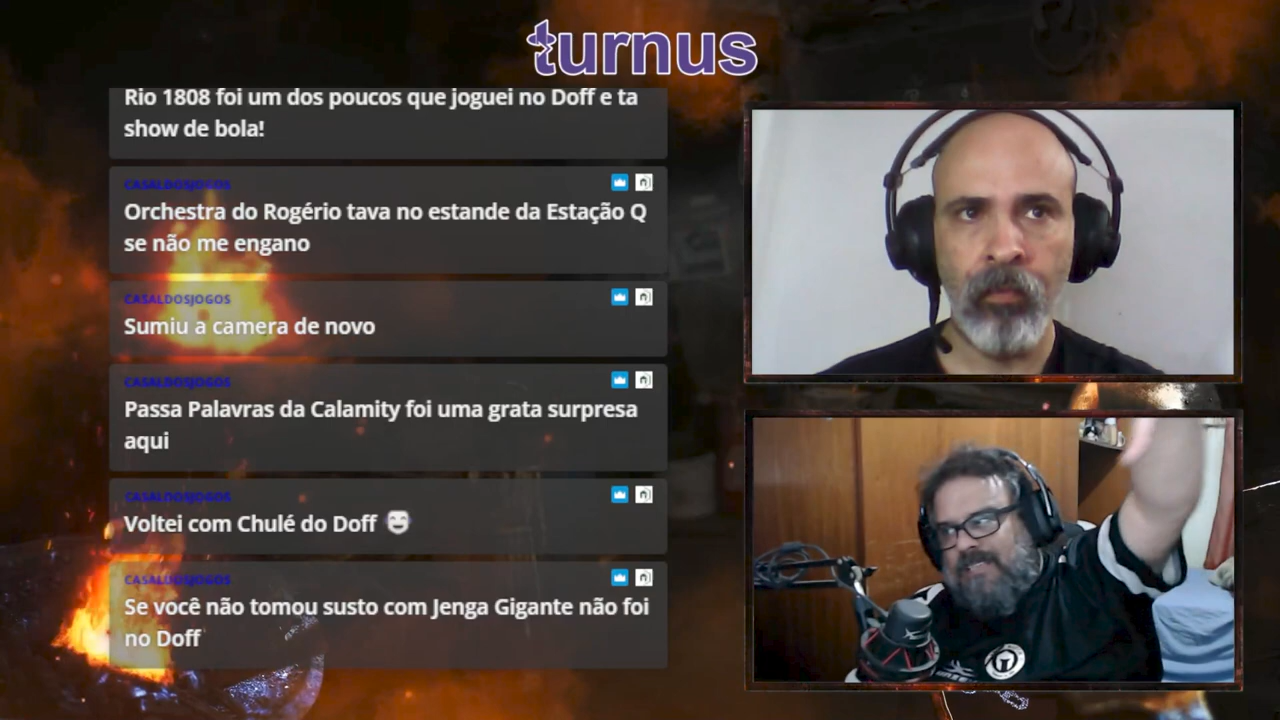 turnus
Rio 1808 foi um dos poucos que joguei no Doff e ta
show de bola!
CASALDOSJOGOS
Orchestra do Rogério tava no estande da Estação Q
se não me engano
CASALDOSJOGOS
Sumiu a camera de novo
CASALDOSJOGOS
Passa Palavras da Calamity foi uma grata surpresa
aqui
CASALDOSJOGOS
Voltei com Chulé do Doff
CASALDOSJOGOS
Se você não tomou susto com Jenga Gigante não foi
no Doff